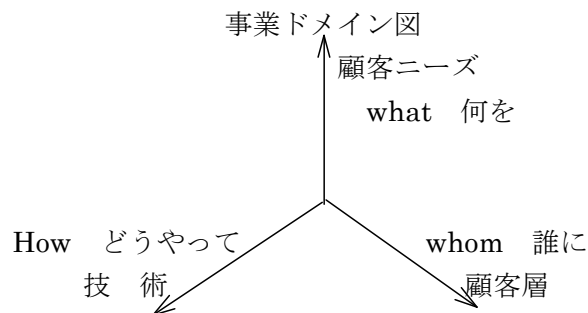 事業ドメイン図
顧客ニーズ
what　何を
How　どうやって
技　術
whom　誰に
顧客層